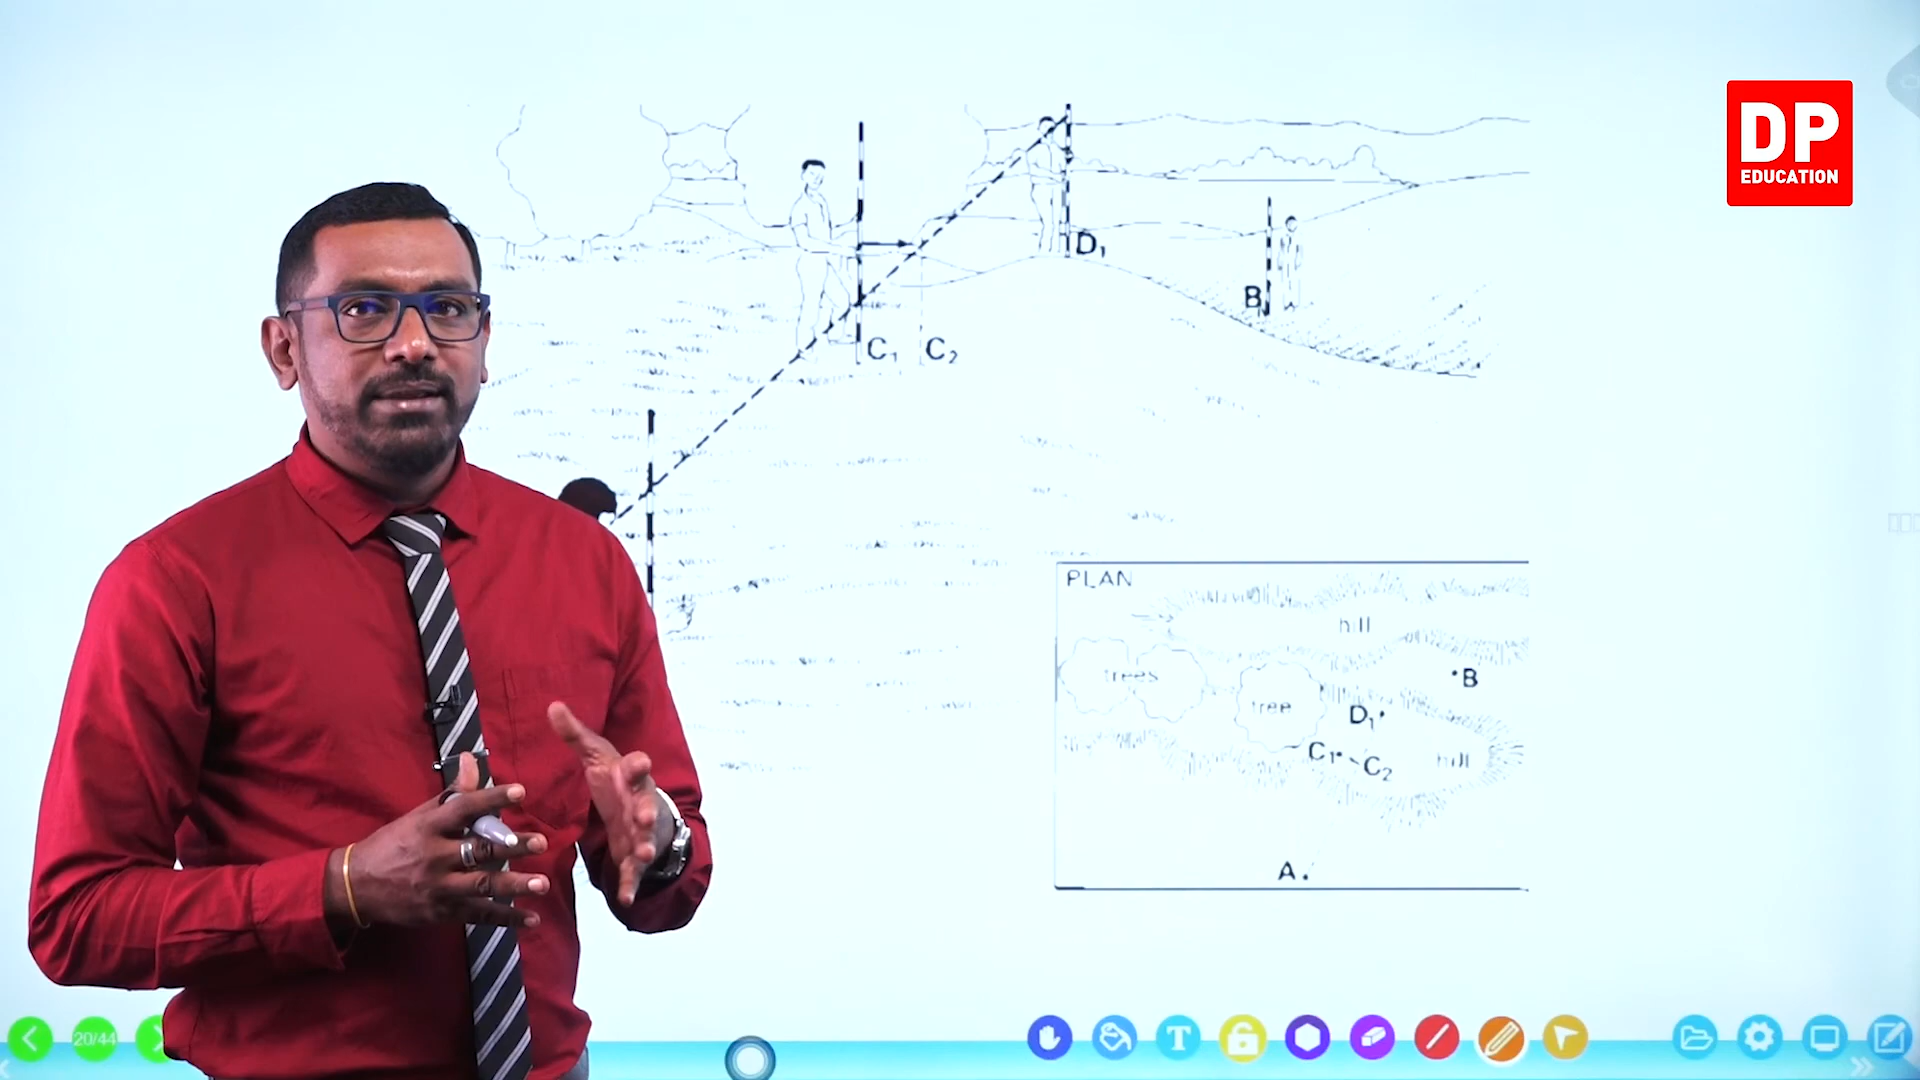 DP
EDUCATION
D₁
B
C₁ C₂
PLAN
hill
trees
•B
tree
D₁•
C₁•-C₂
hill
A.
20/44
T